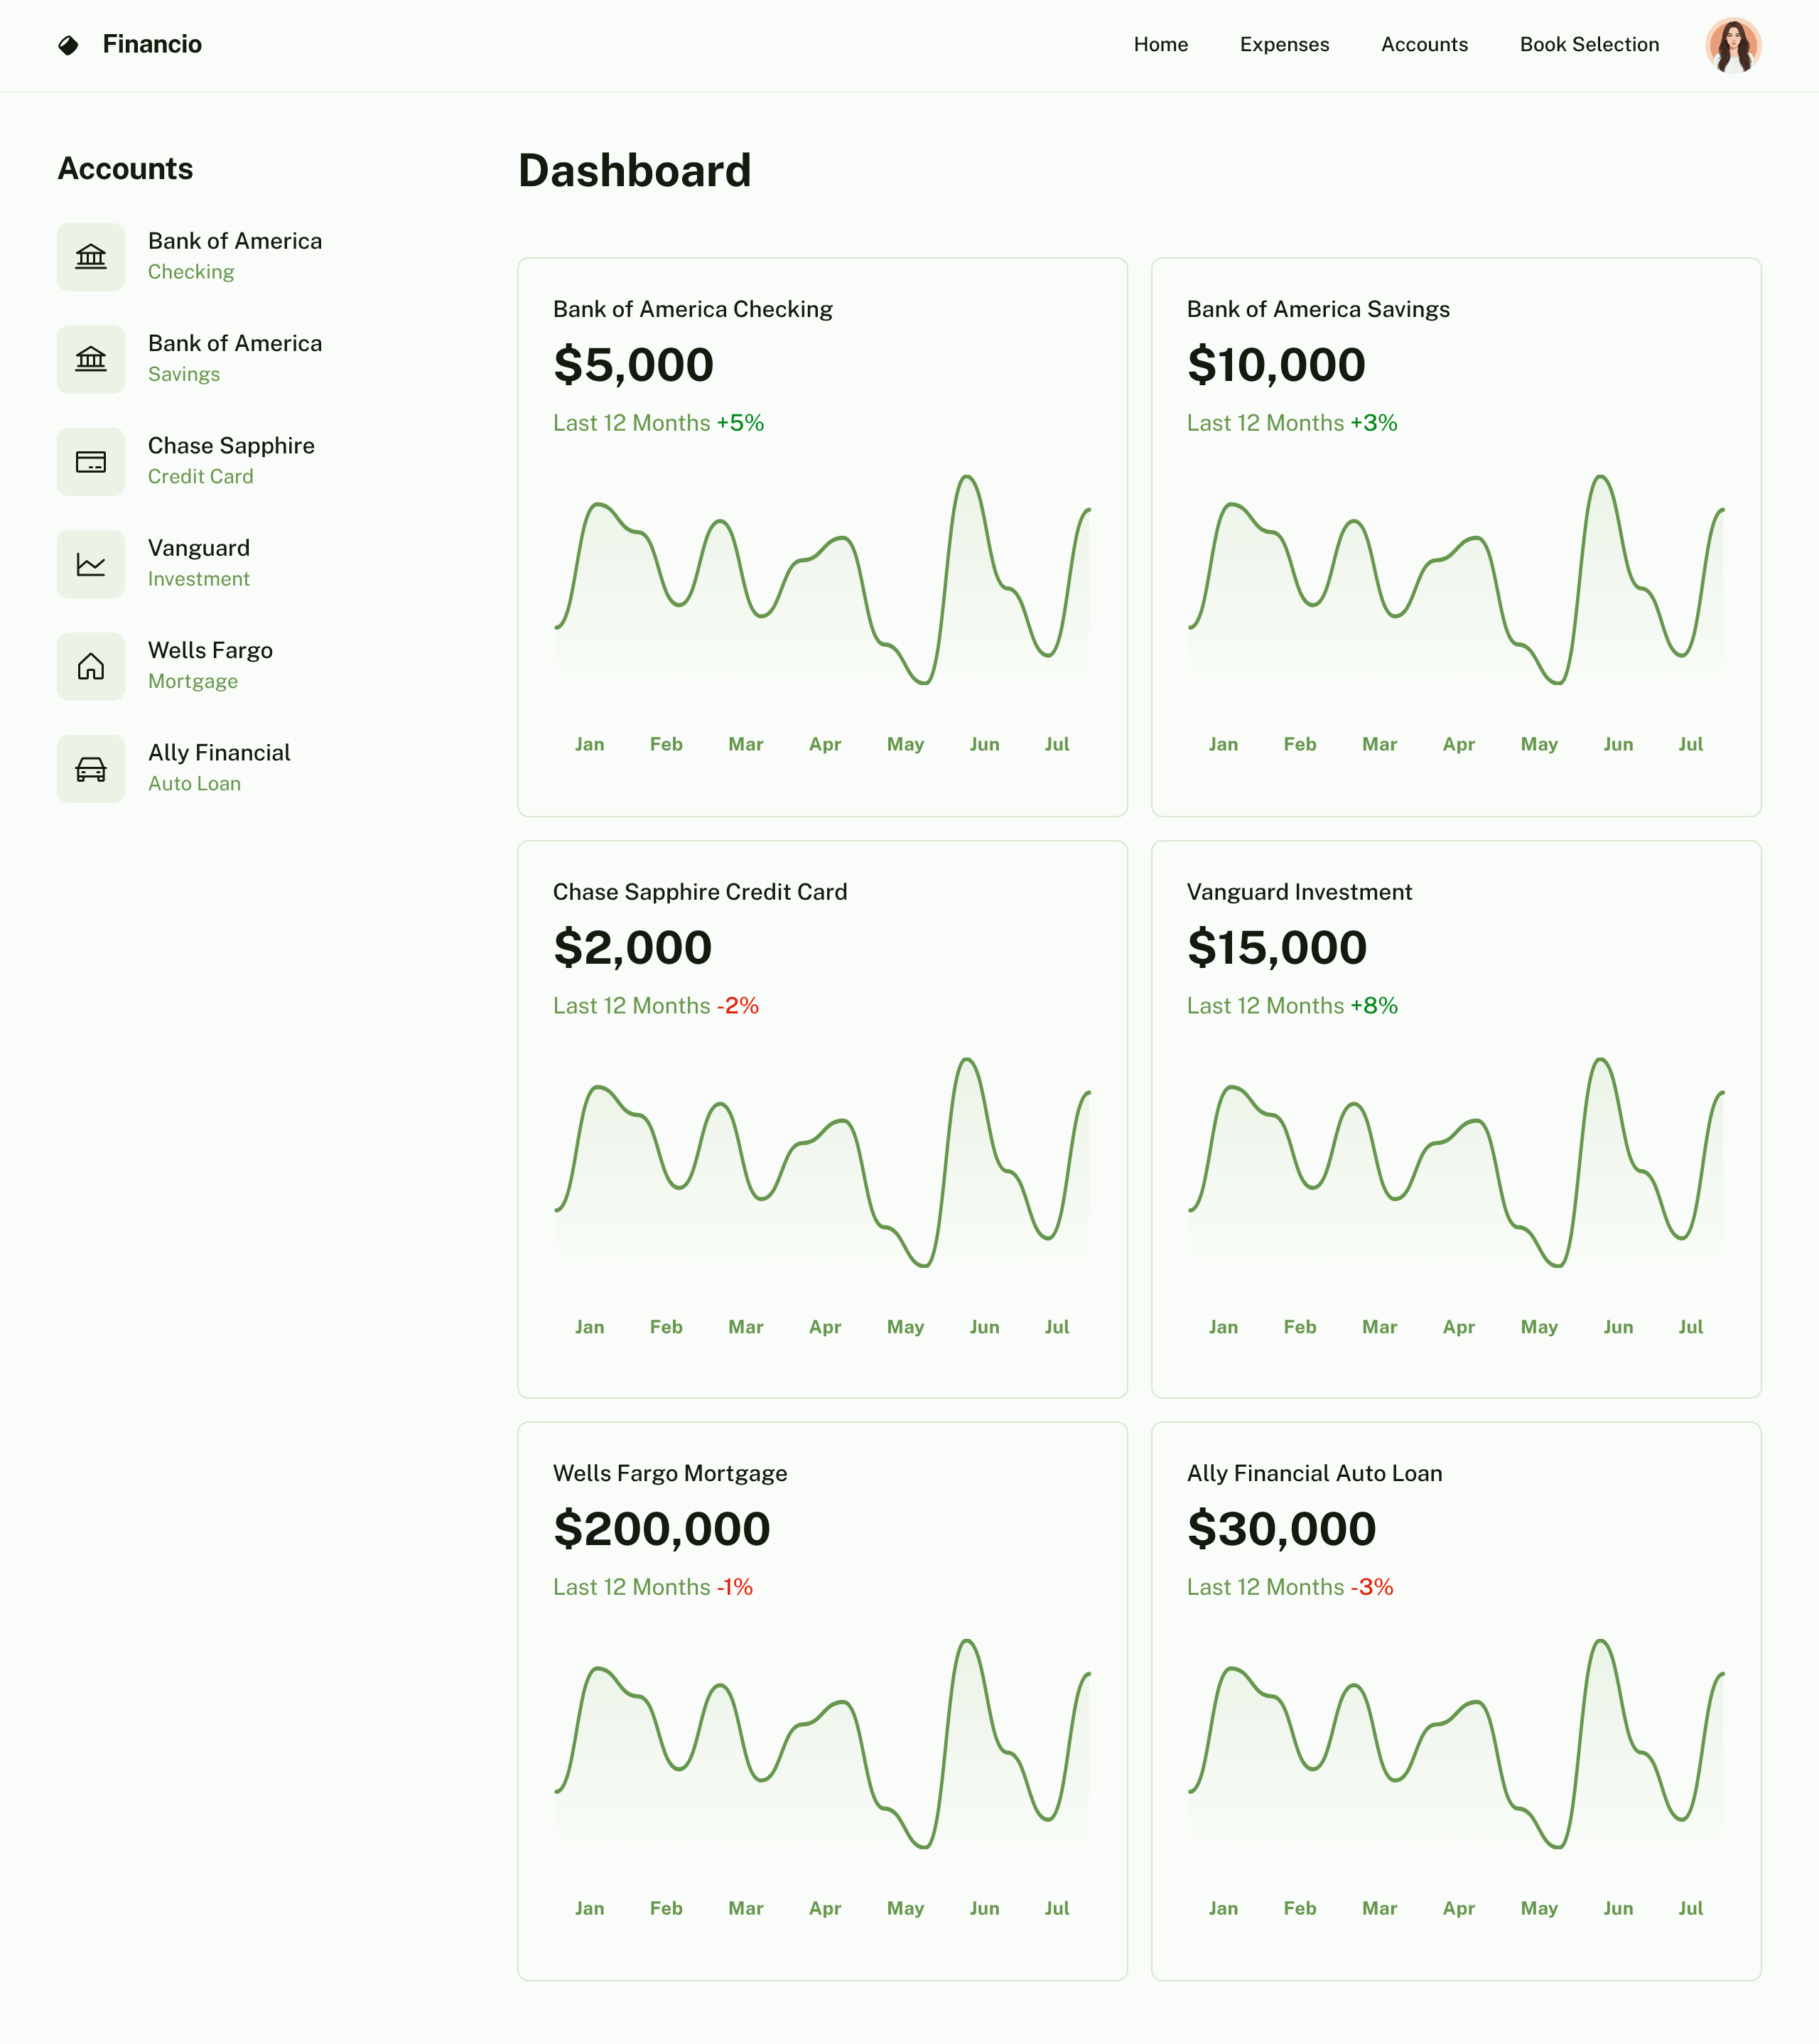 Financio
Home Expenses Accounts Book Selection
Accounts
Bank of America
Checking
Bank of America
Savings
Chase Sapphire
Credit Card
Vanguard
Investment
Wells Fargo
Mortgage
Ally Financial
Auto Loan
Dashboard
Bank of America Checking
$5,000
Last 12 Months +5%
Jan Feb Mar Apr May Jun Jul
Bank of America Savings
$10,000
Last 12 Months +3%
Jan Feb Mar Apr May Jun Jul
Chase Sapphire Credit Card
$2,000
Last 12 Months -2%
Jan Feb Mar Apr May Jun Jul
Vanguard Investment
$15,000
Last 12 Months +8%
Jan Feb Mar Apr May Jun Jul
Wells Fargo Mortgage
$200,000
Last 12 Months -1%
Jan Feb Mar Apr May Jun Jul
Ally Financial Auto Loan
$30,000
Last 12 Months -3%
Jan Feb Mar Apr May Jun Jul